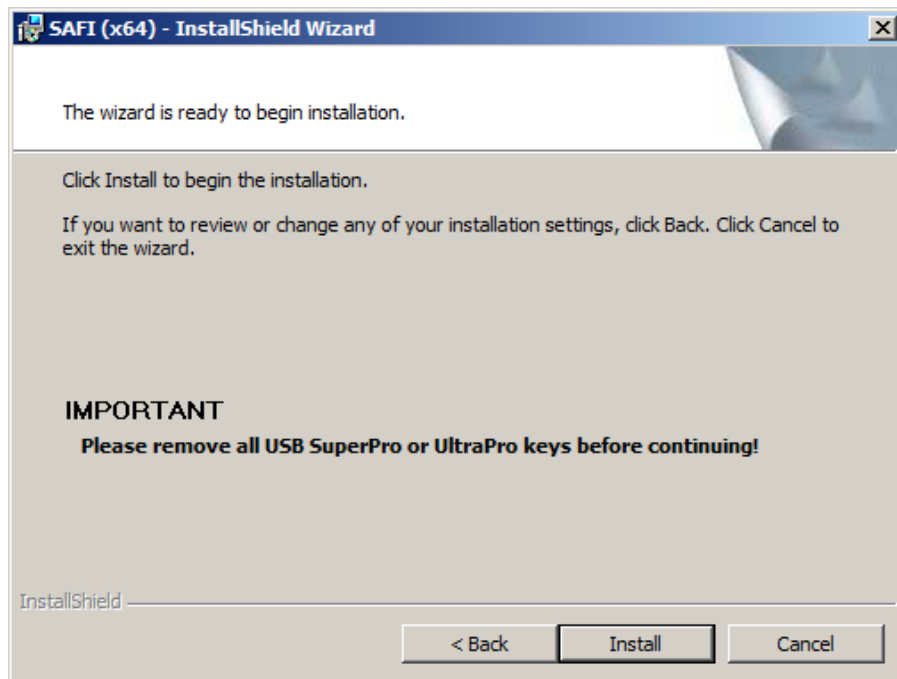 SAFI (x64) - InstallShield Wizard
The wizard is ready to begin installation.
Click Install to begin the installation.
If you want to review or change any of your installation settings, click Back. Click Cancel to
exit the wizard.
IMPORTANT
Please remove all USB SuperPro or UltraPro keys before continuing!
InstallShield
< Back
Install
Cancel